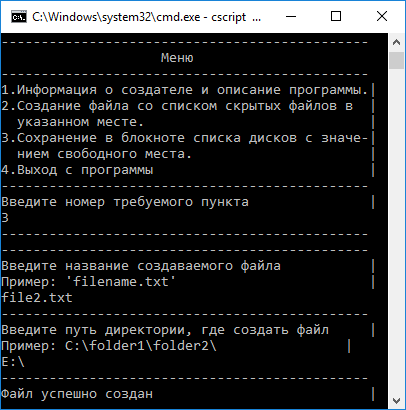 C:\Windows\system32\cmd.exe - cscript ...
----------------------------------------------
Меню
----------------------------------------------
1.Информация о создателе и описание программы.|
2.Создание файла со списком скрытых файлов в |
указанном месте. |
3.Сохранение в блокноте списка дисков с значе-|
нием свободного места. |
4.Выход с программы |
----------------------------------------------
Введите номер требуемого пункта |
3
----------------------------------------------
----------------------------------------------
Введите название создаваемого файла |
Пример: 'filename.txt' |
file2.txt
----------------------------------------------
Введите путь директории, где создать файл |
Пример: C:\folder1\folder2\ |
E:\
----------------------------------------------
Файл успешно создан |